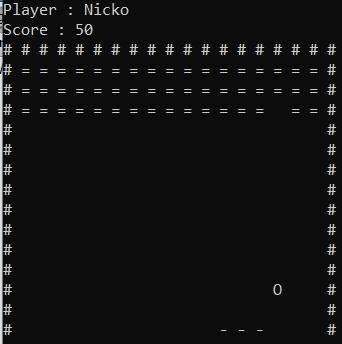 Player : Nicko
Score : 50
# # # # # # # # # # # # # # # # # # #
# = = = = = = = = = = = = = = = = = #
# = = = = = = = = = = = = = = = = = #
# = = = = = = = = = = = = = =   = = #
#                                   #
#                                   #
#                                   #
#                                   #
#                                   #
#                                   #
#                                   #
#                                   #
#                             O     #
#                                   #
#                       - - -       #